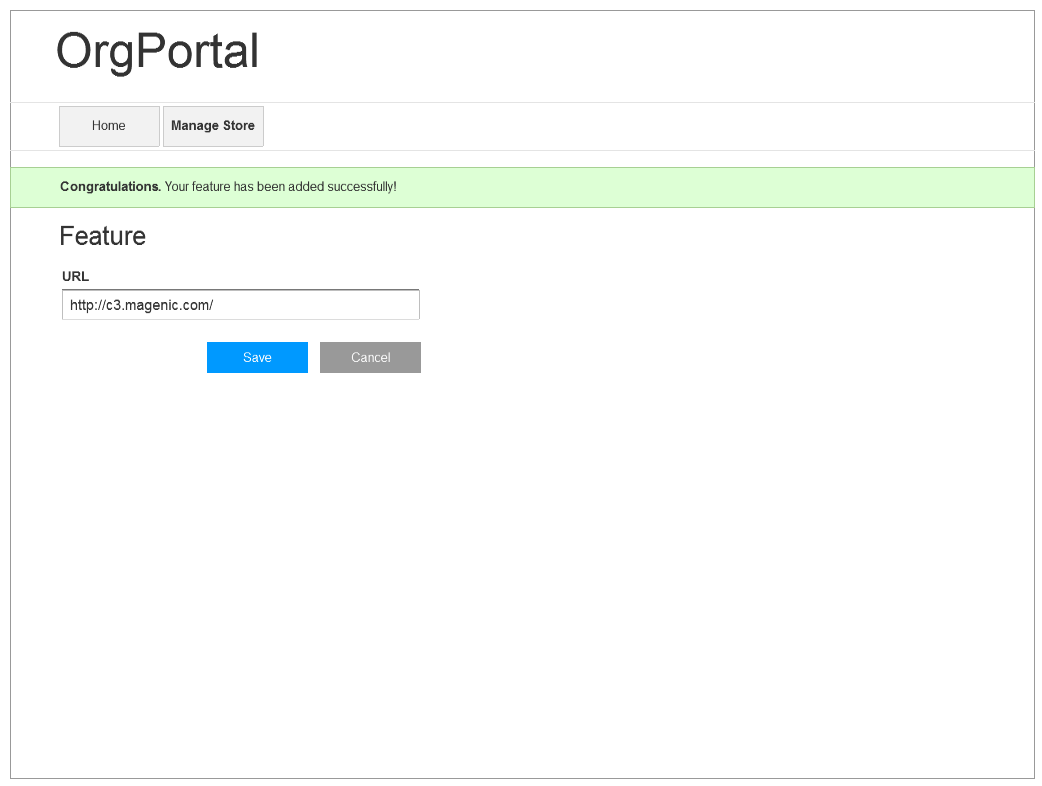 OrgPortal
Home
Manage Store
Congratulations. Your feature has been added successfully!
Feature
URL
http://c3.magenic.com/
Save
Cancel